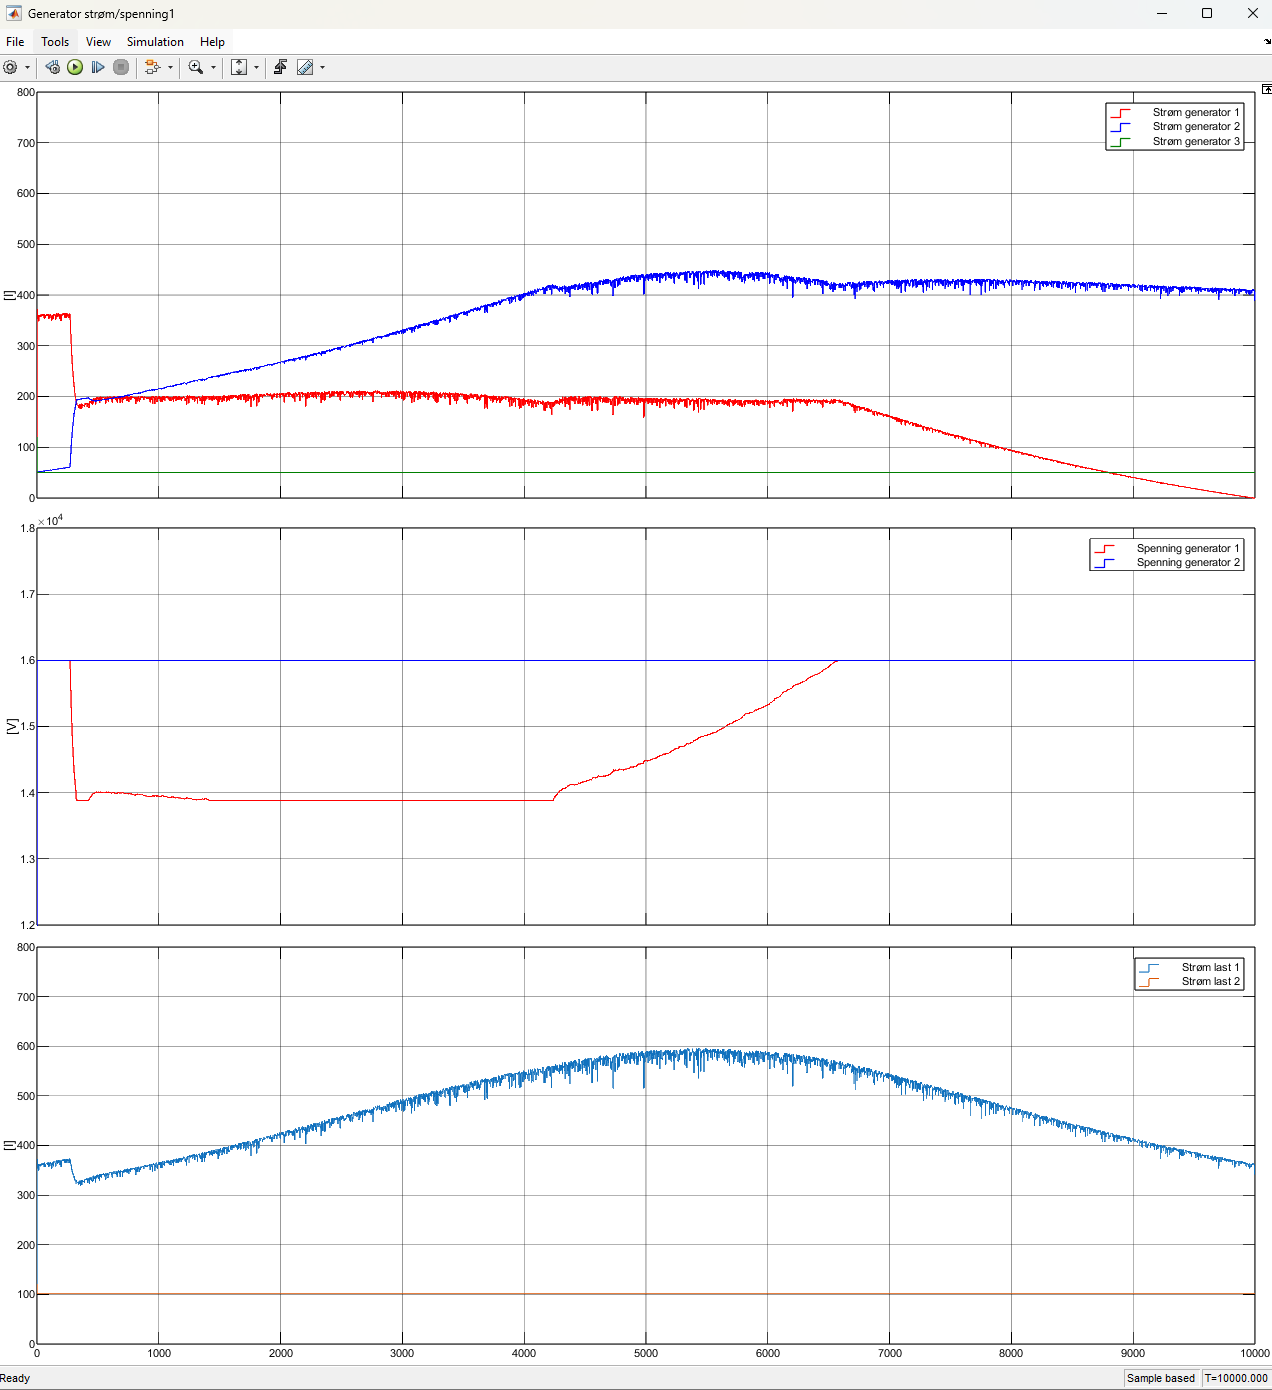 Generator strøm/spenning1
File Tools View Simulation Help
800
700
600
500
400
300
200
100
0
[I]
Strøm generator 1
Strøm generator 2
Strøm generator 3
×10⁴
1.8
1.7
1.6
1.5
1.4
1.3
1.2
[V]
Spenning generator 1
Spenning generator 2
800
700
600
500
400
300
200
100
0
[I]
Strøm last 1
Strøm last 2
0 1000 2000 3000 4000 5000 6000 7000 8000 9000 10000
Ready Sample based T=10000.000